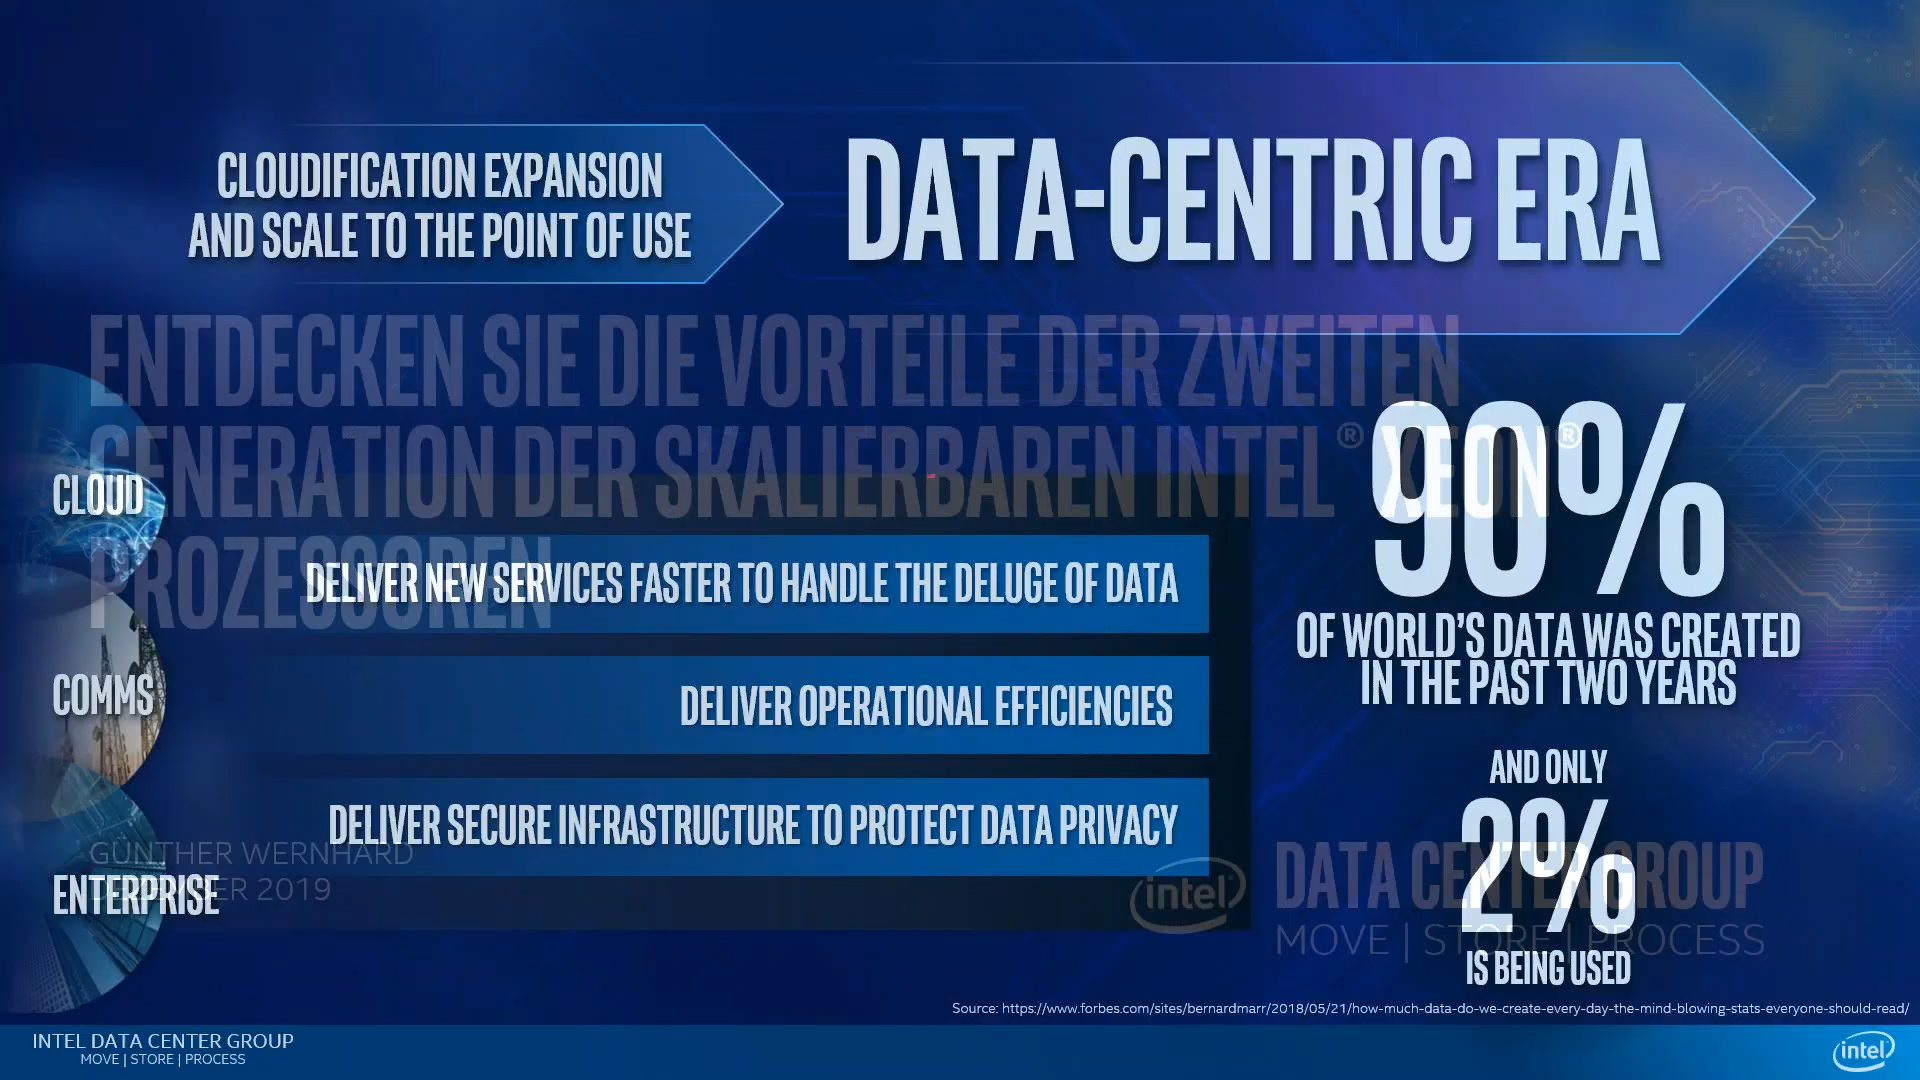 CLOUDIFICATION EXPANSION
AND SCALE TO THE POINT OF USE
DATA-CENTRIC ERA
ENTDECKEN SIE DIE VORTEILE DER ZWEITEN
GENERATION DER SKALIERBAREN INTEL® XEON®
PROZESSOREN
90%
OF WORLD'S DATA WAS CREATED
IN THE PAST TWO YEARS
AND ONLY
2%
IS BEING USED
CLOUD
COMMS
ENTERPRISE
DELIVER NEW SERVICES FASTER TO HANDLE THE DELUGE OF DATA
DELIVER OPERATIONAL EFFICIENCIES
DELIVER SECURE INFRASTRUCTURE TO PROTECT DATA PRIVACY
GÜNTHER WERNHARD
2019
intel
DATA CENTER GROUP
MOVE | STORE | PROCESS
Source: https://www.forbes.com/sites/bernardmarr/2018/05/21/how-much-data-do-we-create-every-day-the-mind-blowing-stats-everyone-should-read/
INTEL DATA CENTER GROUP
MOVE | STORE | PROCESS
intel